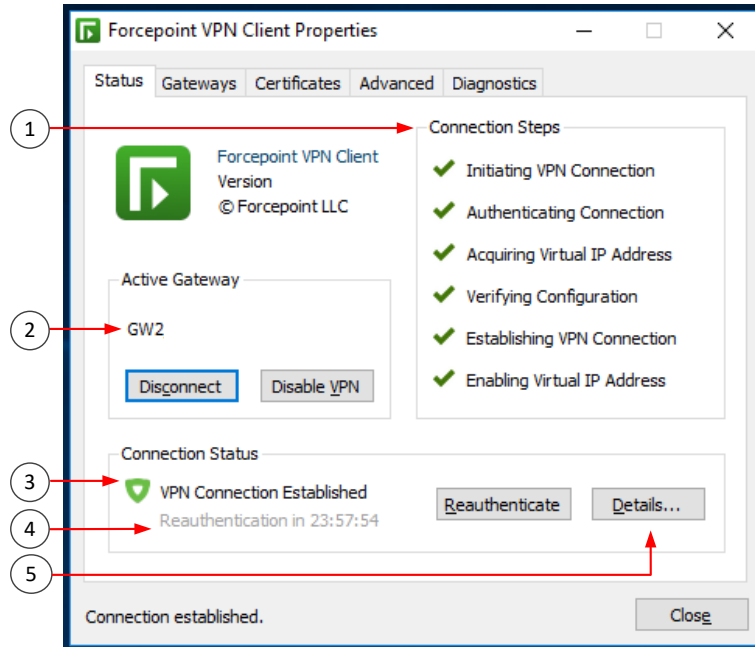 Forcepoint VPN Client Properties
Status Gateways Certificates Advanced Diagnostics
1
Connection Steps
Forcepoint VPN Client
Version
© Forcepoint LLC
Initiating VPN Connection
Authenticating Connection
Acquiring Virtual IP Address
Verifying Configuration
Establishing VPN Connection
Enabling Virtual IP Address
Active Gateway
2
GW2
Disconnect Disable VPN
Connection Status
3
VPN Connection Established
4
Reauthentication in 23:57:54
Reauthenticate Details...
5
Connection established.
Close